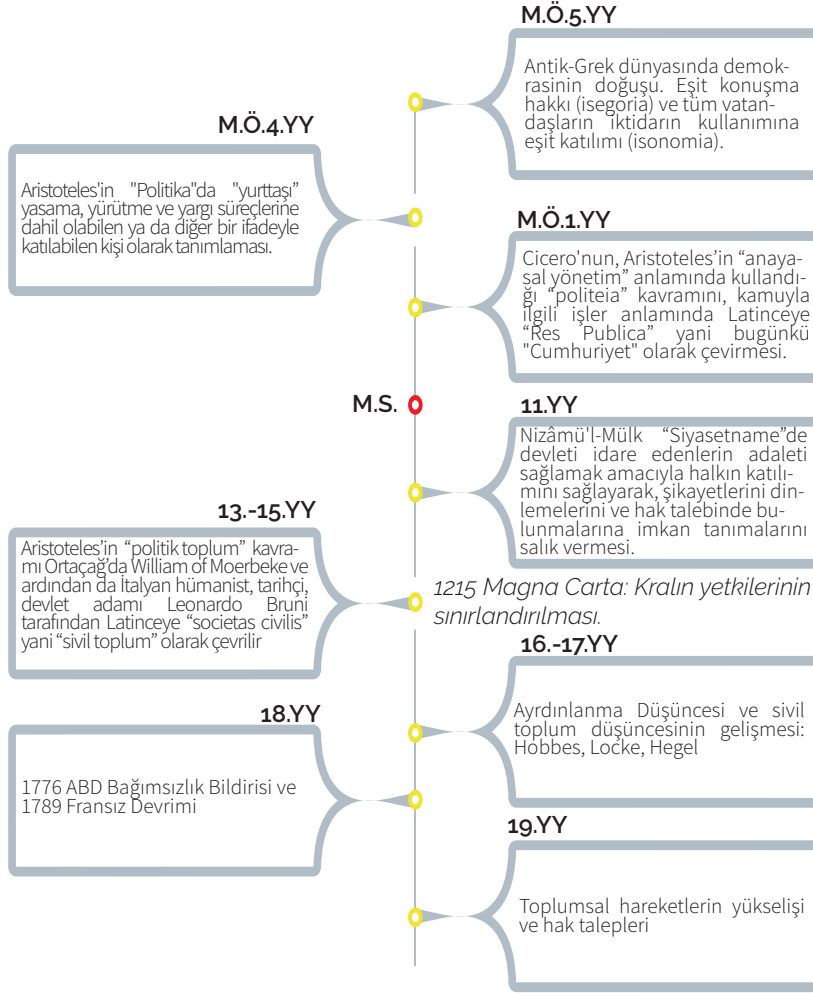 M.Ö.5.YY
Antik-Grek dünyasında demok-
rasinin doğuşu. Eşit konuşma
hakkı (isegoria) ve tüm vatan-
daşların iktidarın kullanımına
eşit katılımı (isonomia).
M.Ö.4.YY
Aristoteles'in "Politika"da "yurttaşı”
yasama, yürütme ve yargı süreçlerine
dahil olabilen ya da diğer bir ifadeyle
katılabilen kişi olarak tanımlaması.
M.Ö.1.YY
Cicero'nun, Aristoteles’in “anaya-
sal yönetim” anlamında kullandı-
ğı “politeia” kavramını, kamuyla
ilgili işler anlamında Latinceye
“Res Publica” yani bugünkü
"Cumhuriyet" olarak çevirmesi.
M.S.
11.YY
Nizâmü'l-Mülk “Siyasetname”de
devleti idare edenlerin adaleti
sağlamak amacıyla halkın katılı-
mını sağlayarak, şikayetlerini din-
lemelerini ve hak talebinde bu-
lunmalarına imkan tanımalarını
salık vermesi.
13.-15.YY
Aristoteles’in “politik toplum” kavra-
mı Ortaçağ’da William of Moerbeke ve
ardından da İtalyan hümanist, tarihçi,
devlet adamı Leonardo Bruni
tarafından Latinceye “societas civilis”
yani “sivil toplum” olarak çevrilir
1215 Magna Carta: Kralın yetkilerinin
sınırlandırılması.
16.-17.YY
Ayrdınlanma Düşüncesi ve sivil
toplum düşüncesinin gelişmesi:
Hobbes, Locke, Hegel
18.YY
1776 ABD Bağımsızlık Bildirisi ve
1789 Fransız Devrimi
19.YY
Toplumsal hareketlerin yükselişi
ve hak talepleri